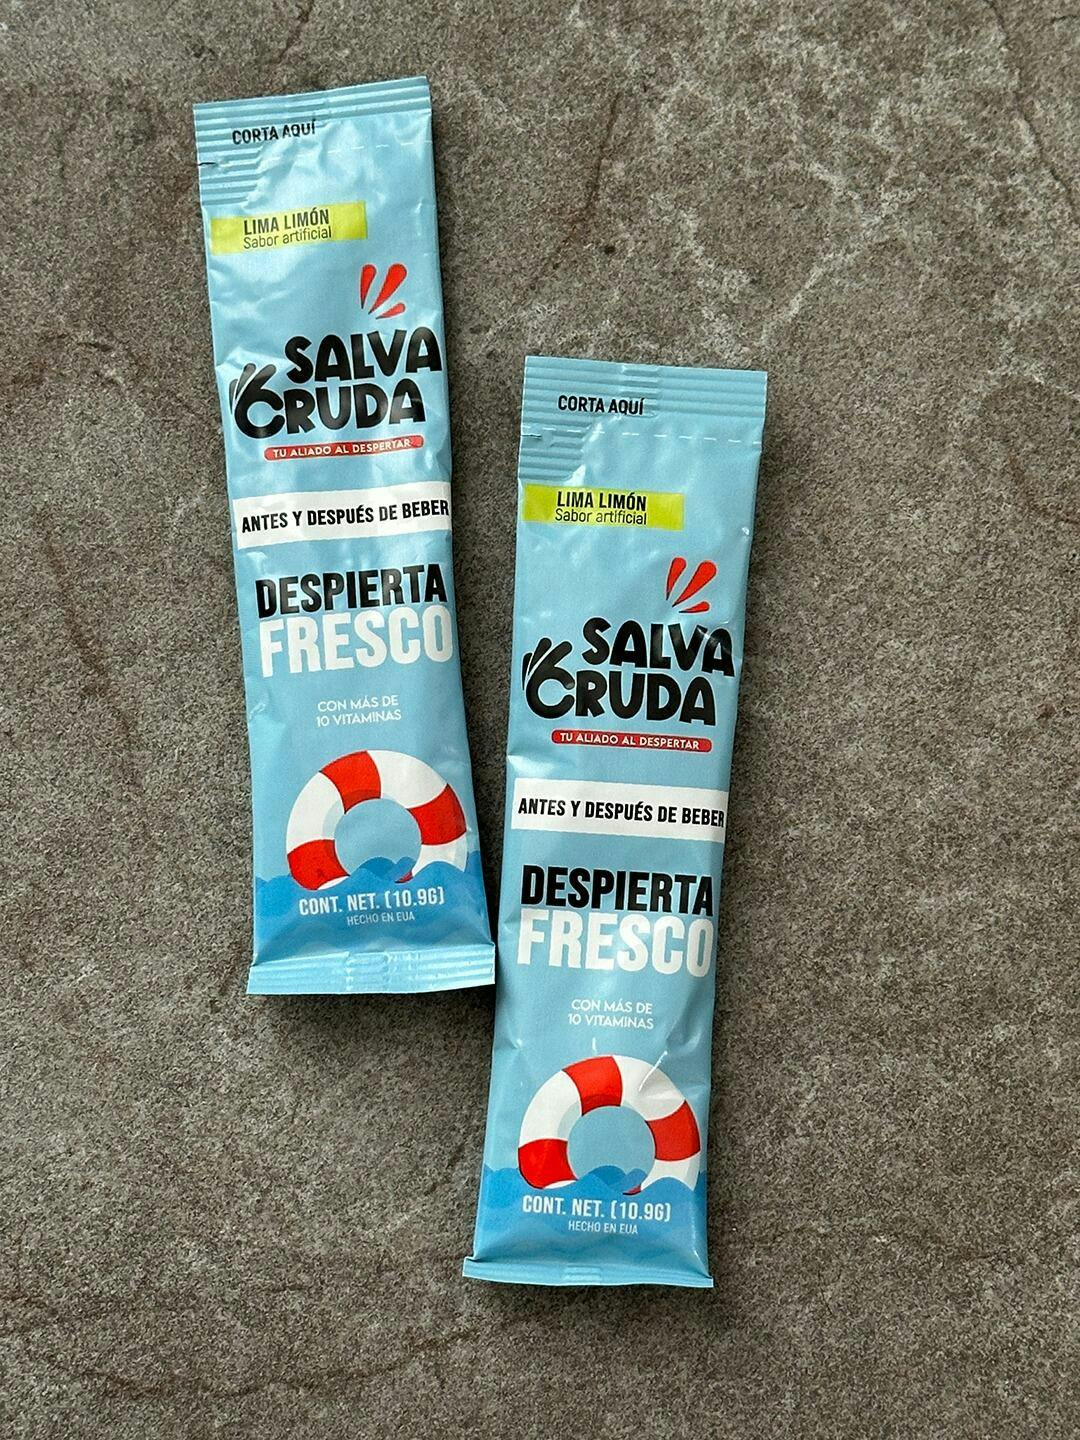 CORTA AQUÍ
LIMA LIMÓN
Sabor artificial
SALVA
CRUDA
TU ALIADO AL DESPERTAR
ANTES Y DESPUÉS DE BEBER
DESPIERTA
FRESCO
CON MÁS DE
10 VITAMINAS
CONT. NET. (10.9G)
HECHO EN EUA
CORTA AQUÍ
LIMA LIMÓN
Sabor artificial
SALVA
CRUDA
TU ALIADO AL DESPERTAR
ANTES Y DESPUÉS DE BEBER
DESPIERTA
FRESCO
CON MÁS DE
10 VITAMINAS
CONT. NET. (10.9G)
HECHO EN EUA